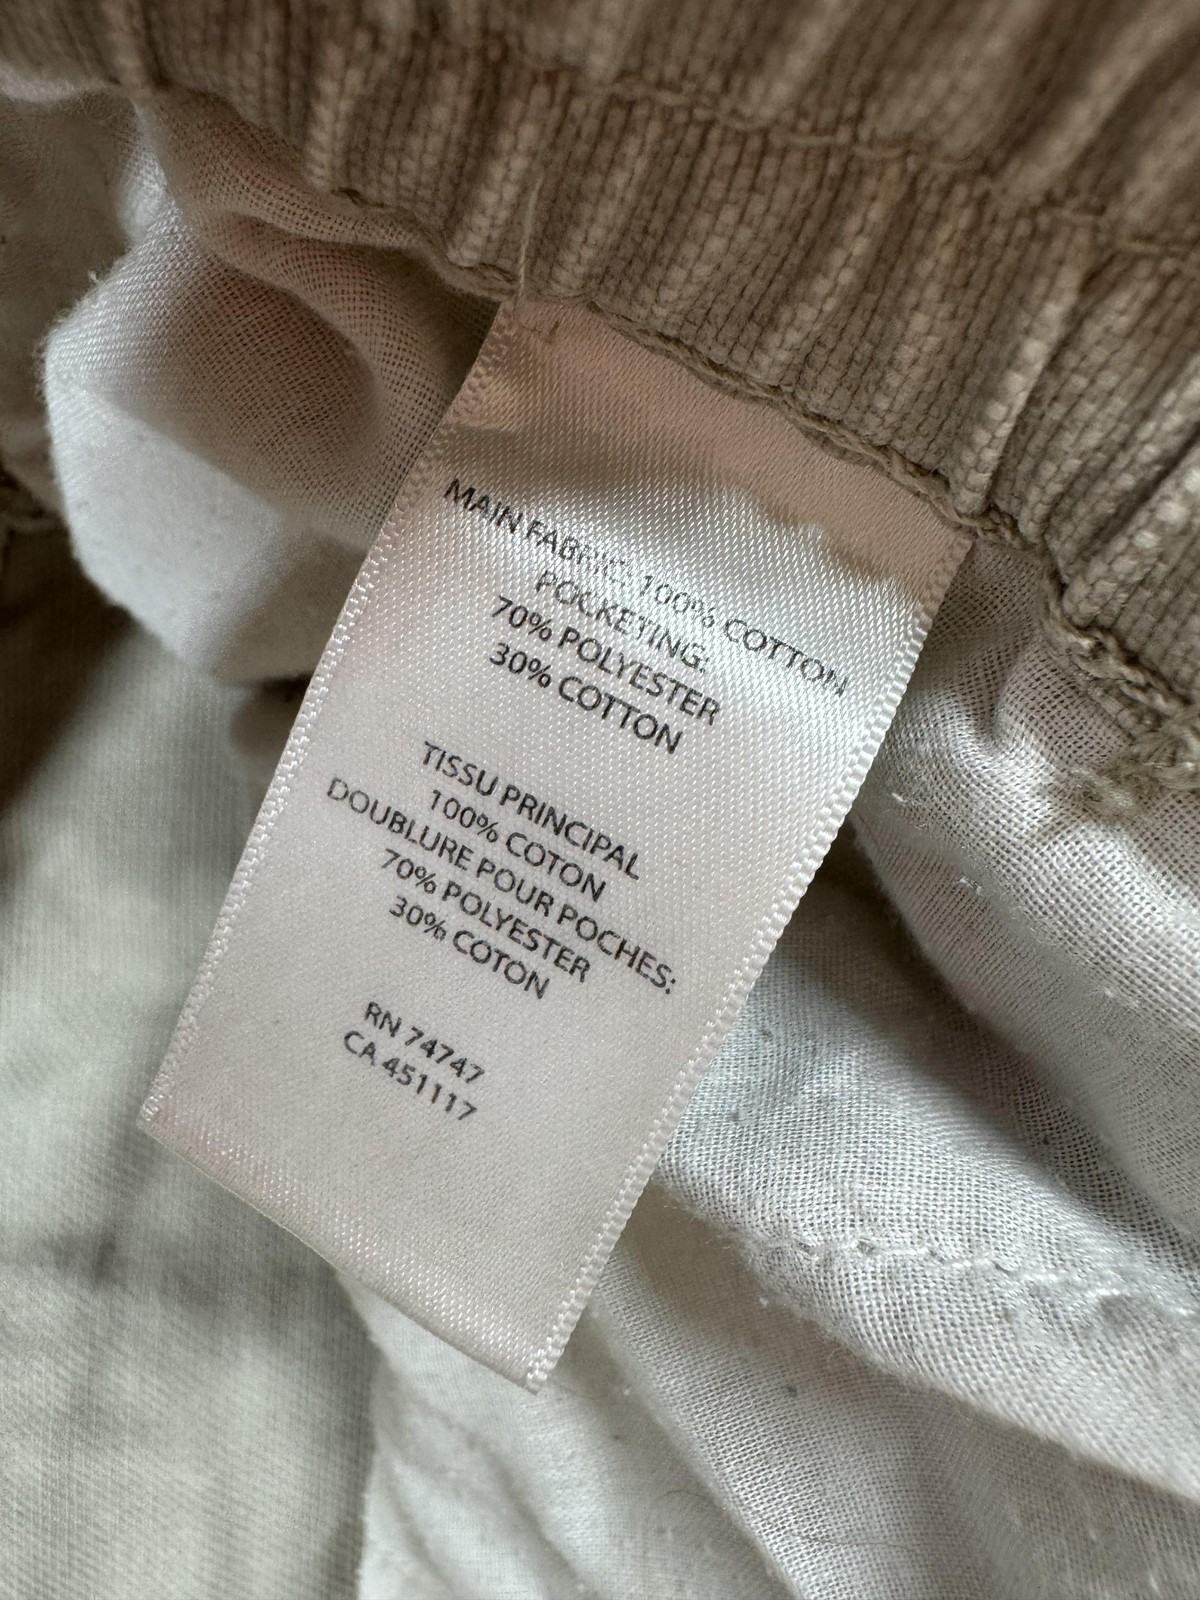 MAIN FABRIC: 100% COTTON
POCKETING:
70% POLYESTER
30% COTTON
TISSU PRINCIPAL
100% COTON
DOUBLURE POUR POCHES:
70% POLYESTER
30% COTON
RN 74747
CA 451117